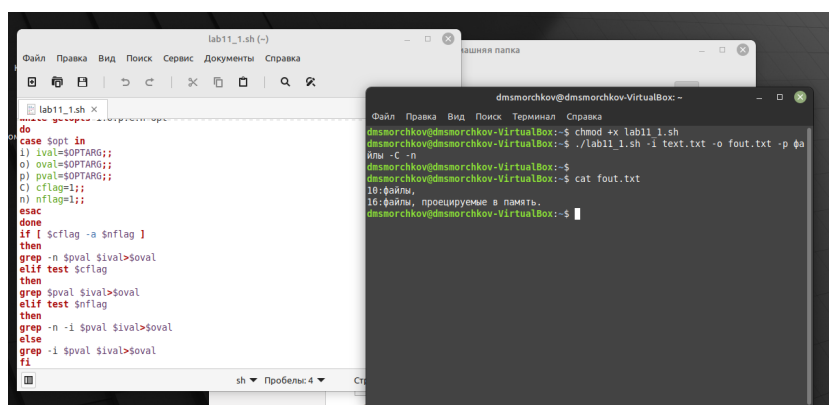 lab11_1.sh (~)
Файл Правка Вид Поиск Сервис Документы Справка
lab11_1.sh ×
do
case $opt in
i) ival=$OPTARG;;
o) oval=$OPTARG;;
p) pval=$OPTARG;;
C) cflag=1;;
n) nflag=1;;
esac
done
if [ $cflag -a $nflag ]
then
grep -n $pval $ival>$oval
elif test $cflag
then
grep $pval $ival>$oval
elif test $nflag
then
grep -n -i $pval $ival>$oval
else
grep -i $pval $ival>$oval
fi
sh Пробелы: 4
папка
dmsmorchkov@dmsmorchkov-VirtualBox: ~
Файл Правка Вид Поиск Терминал Справка
dmsmorchkov@dmsmorchkov-VirtualBox:~$ chmod +x lab11_1.sh
dmsmorchkov@dmsmorchkov-VirtualBox:~$ ./lab11_1.sh -i text.txt -o fout.txt -p фа
йлы -C -n
dmsmorchkov@dmsmorchkov-VirtualBox:~$
dmsmorchkov@dmsmorchkov-VirtualBox:~$ cat fout.txt
10:файлы,
16:файлы, проецируемые в память.
dmsmorchkov@dmsmorchkov-VirtualBox:~$